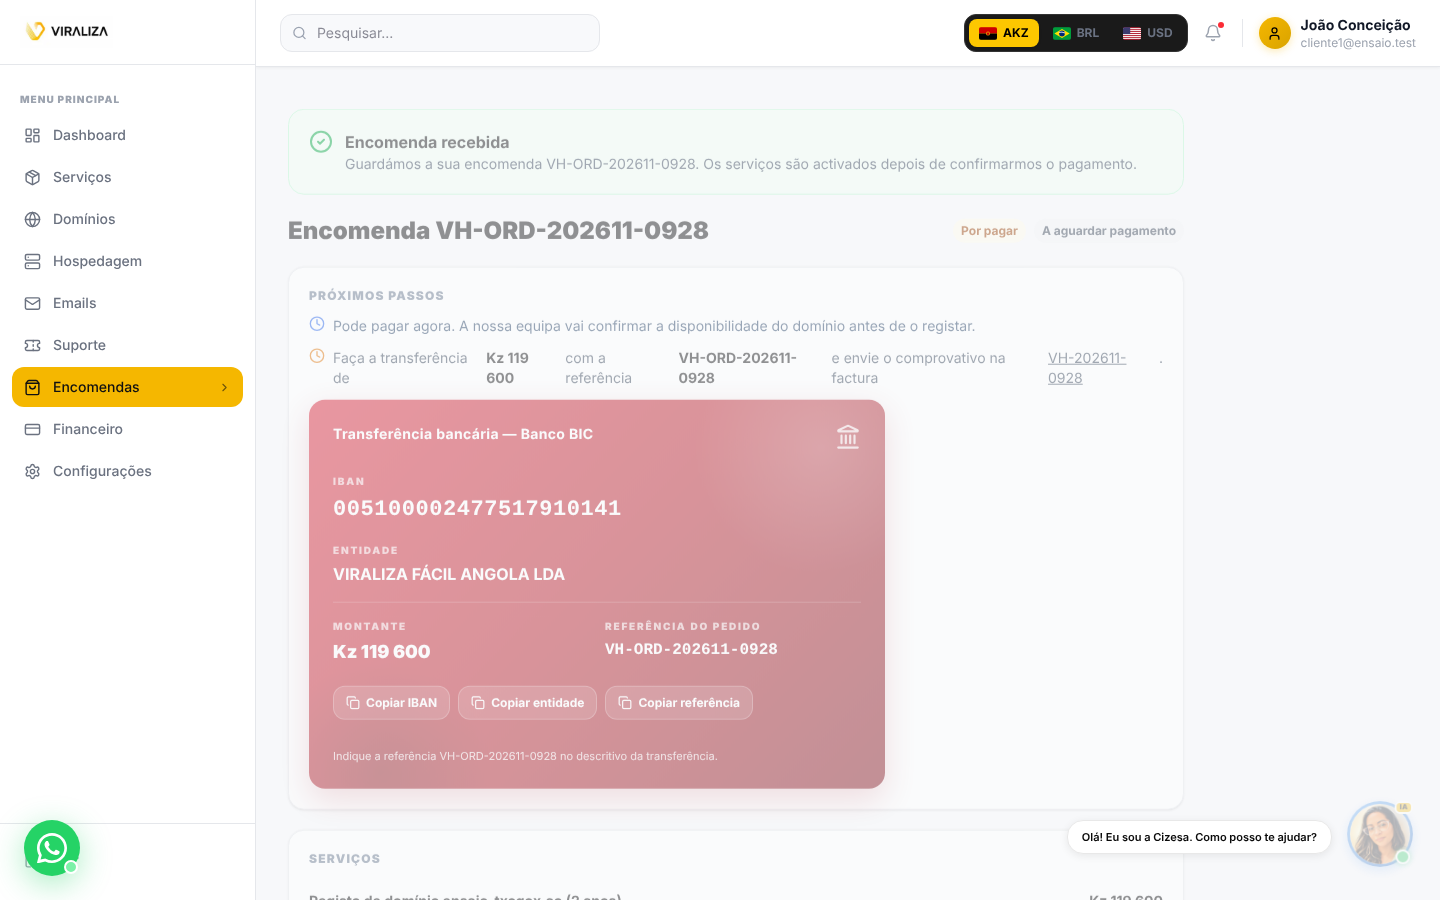 VIRALIZA
Pesquisar...
AKZ
BRL
USD
João Conceição
cliente1@ensaio.test
MENU PRINCIPAL
Dashboard
Serviços
Domínios
Hospedagem
Emails
Suporte
Encomendas
Financeiro
Configurações
Encomenda recebida
Guardámos a sua encomenda VH-ORD-202611-0928. Os serviços são activados depois de confirmarmos o pagamento.
Encomenda VH-ORD-202611-0928
Por pagar
A aguardar pagamento
PRÓXIMOS PASSOS
Pode pagar agora. A nossa equipa vai confirmar a disponibilidade do domínio antes de o registar.
Faça a transferência de Kz 119 600 com a referência VH-ORD-202611-0928 e envie o comprovativo na factura VH-202611-0928 .
Transferência bancária — Banco BIC
IBAN
005100002477517910141
ENTIDADE
VIRALIZA FÁCIL ANGOLA LDA
MONTANTE
Kz 119 600
REFERÊNCIA DO PEDIDO
VH-ORD-202611-0928
Copiar IBAN
Copiar entidade
Copiar referência
Indique a referência VH-ORD-202611-0928 no descritivo da transferência.
IA
Olá! Eu sou a Cizesa. Como posso te ajudar?
SERVIÇOS